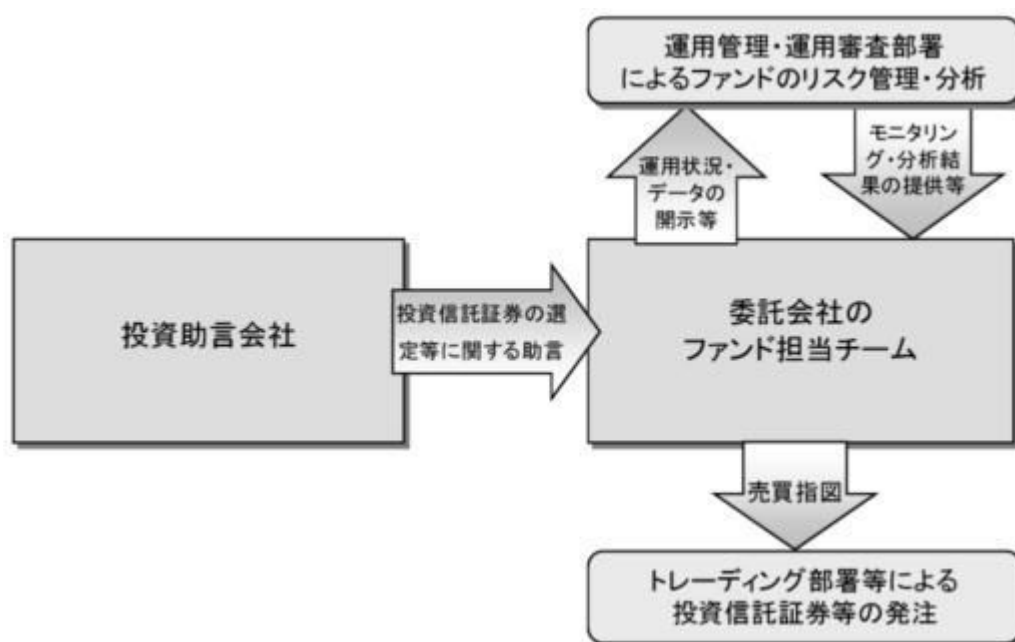 運用管理・運用審査部署
によるファンドのリスク管理・分析
運用状況・
データの
開示等
モニタリン
グ・分析結
果の提供等
投資助言会社
投資信託証券の選
定等に関する助言
委託会社の
ファンド担当チーム
売買指図
トレーディング部署等による
投資信託証券等の発注